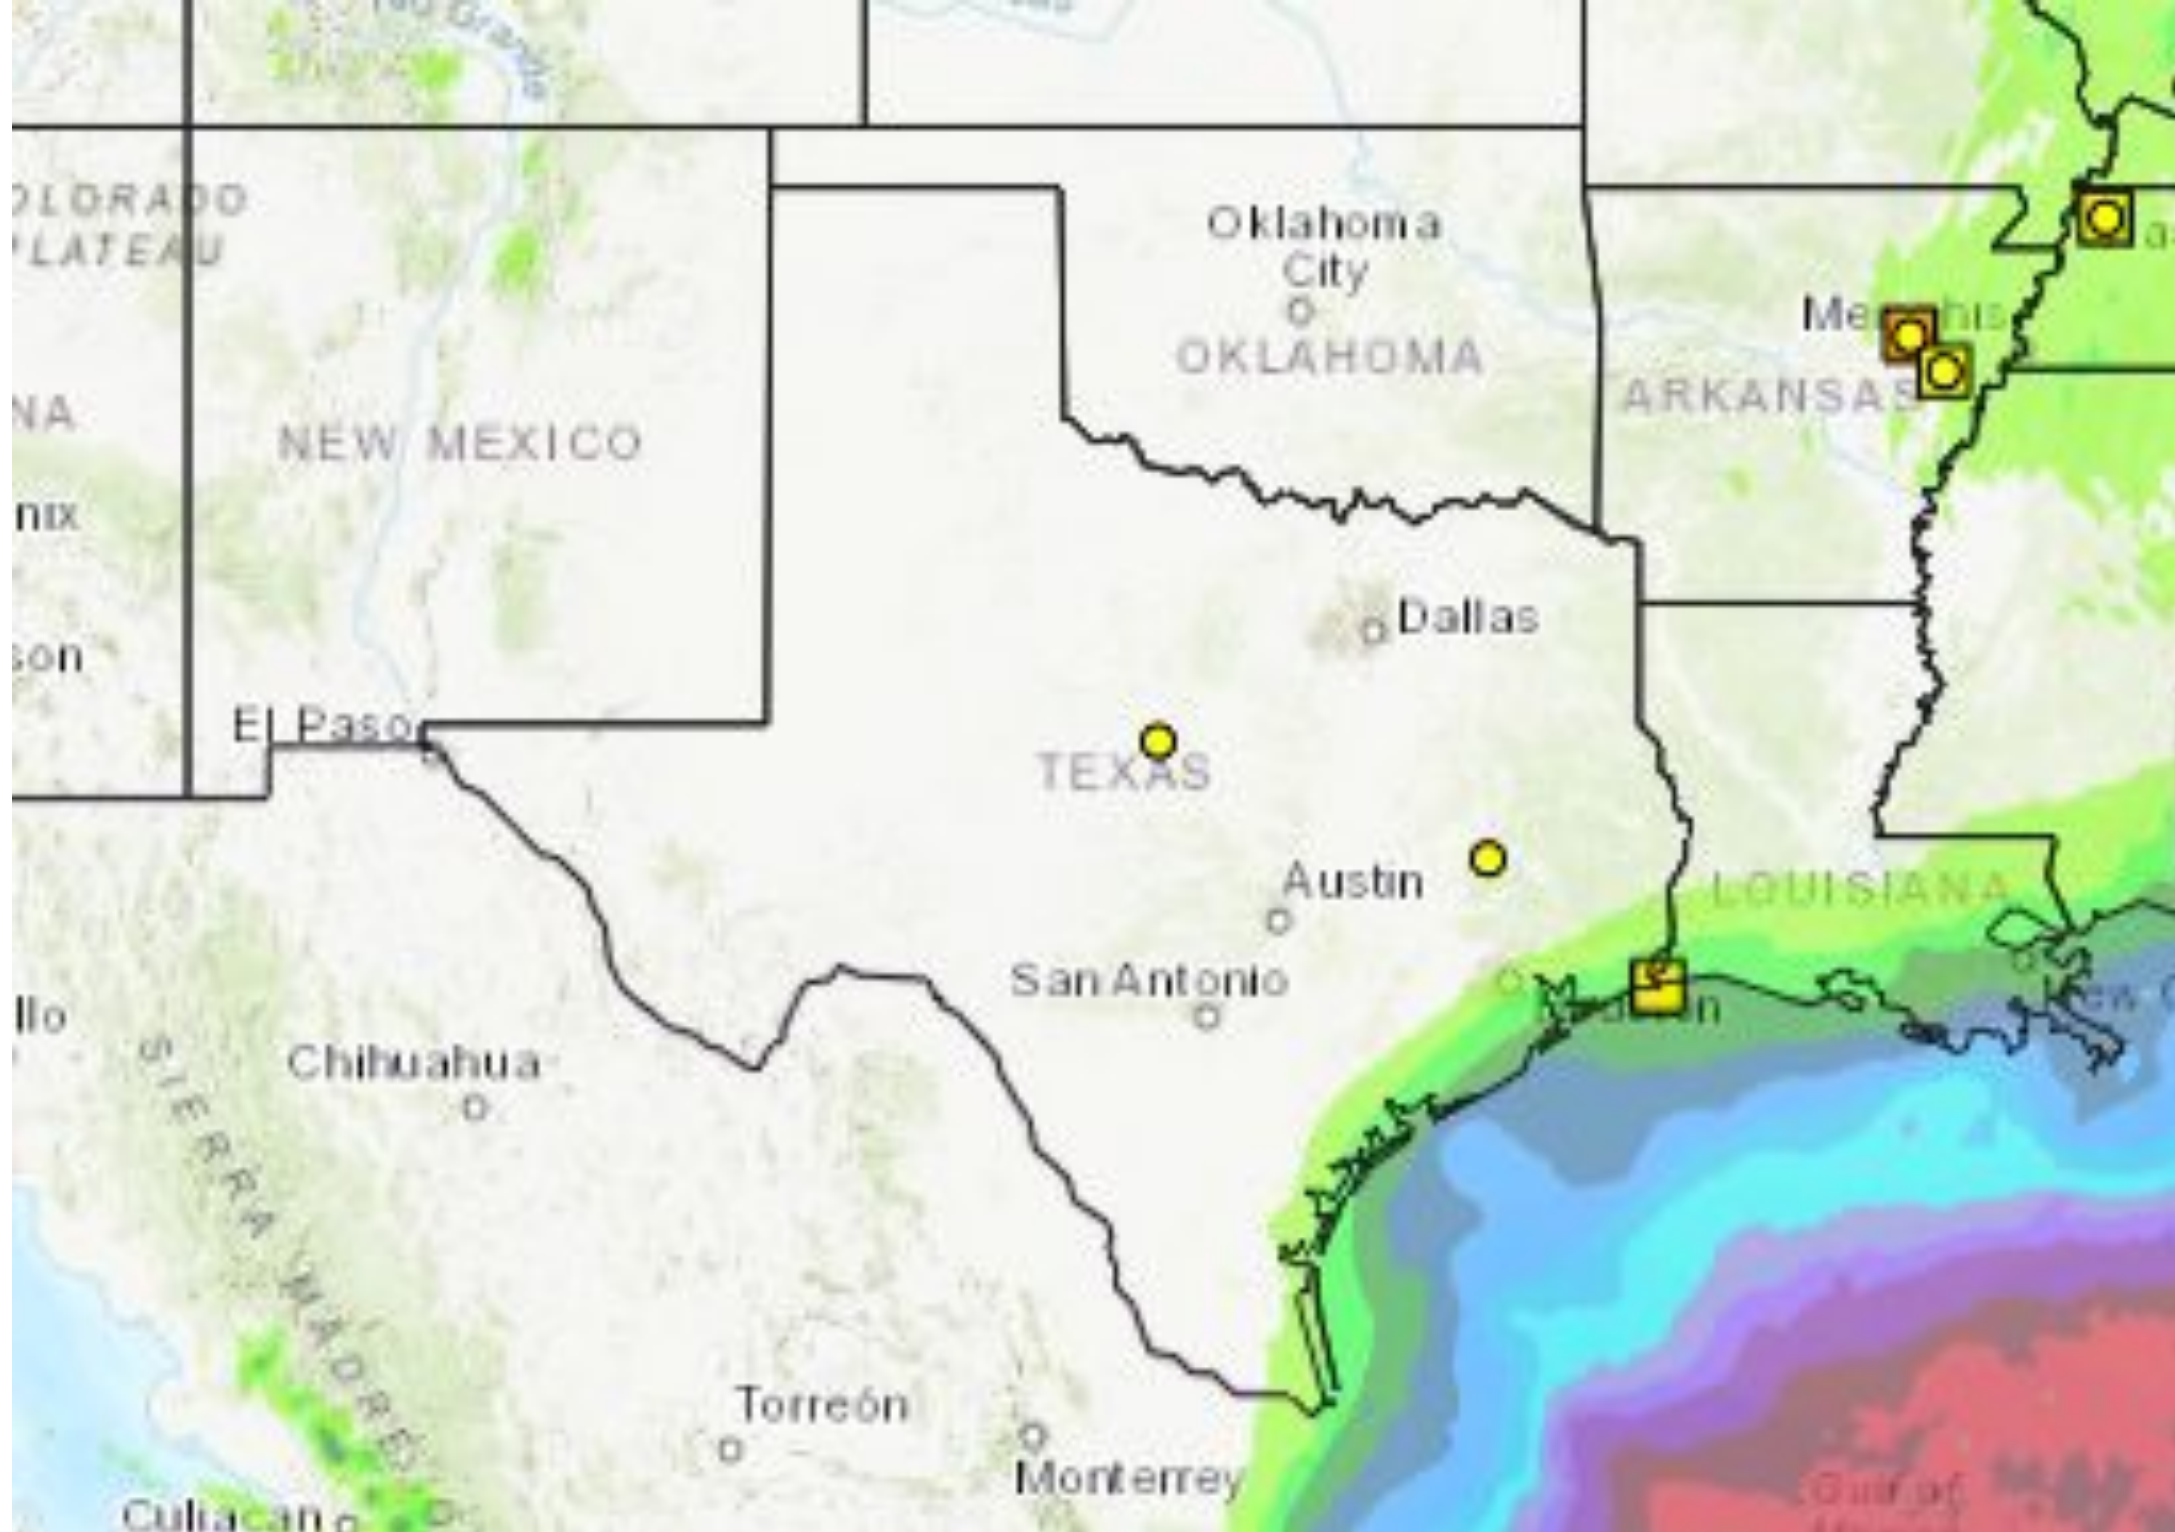 OLORADO
PLATEAU
Oklahoma
City
OKLAHOMA
ARKANSAS
NA
NEW MEXICO
nix
Dallas
son
El Paso
TEXAS
Austin
LOUISIANA
San Antonio
llo
Chihuahua
SIERRA MADRE
Torreón
Monterrey
Culiacan